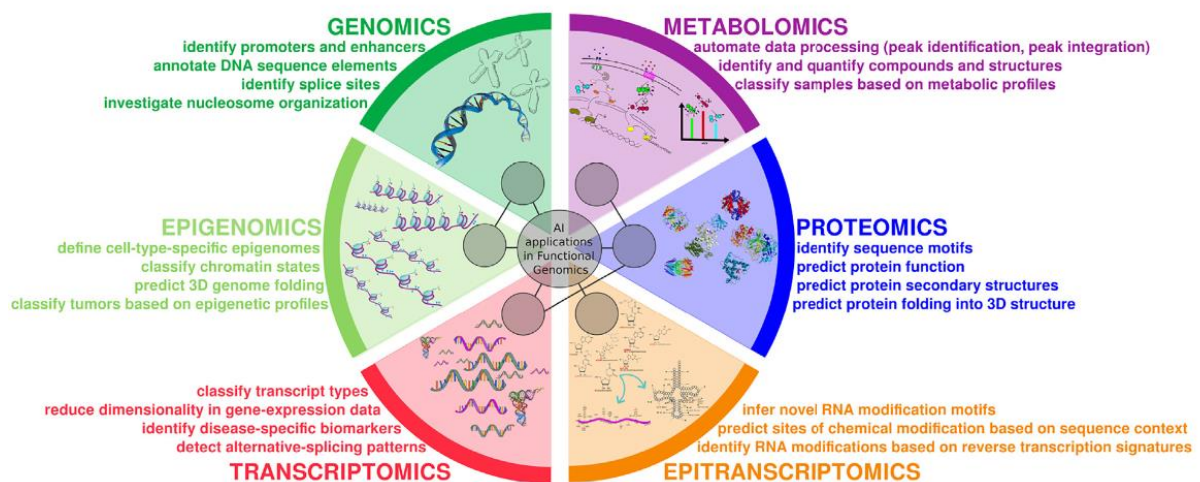 GENOMICS
identify promoters and enhancers
annotate DNA sequence elements
identify splice sites
investigate nucleosome organization
METABOLOMICS
automate data processing (peak identification, peak integration)
identify and quantify compounds and structures
classify samples based on metabolic profiles
EPIGENOMICS
define cell-type-specific epigenomes
classify chromatin states
predict 3D genome folding
classify tumors based on epigenetic profiles
AI
applications
in Functional
Genomics
PROTEOMICS
identify sequence motifs
predict protein function
predict protein secondary structures
predict protein folding into 3D structure
classify transcript types
reduce dimensionality in gene-expression data
identify disease-specific biomarkers
detect alternative-splicing patterns
TRANSCRIPTOMICS
infer novel RNA modification motifs
predict sites of chemical modification based on sequence context
identify RNA modifications based on reverse transcription signatures
EPITRANSCRIPTOMICS